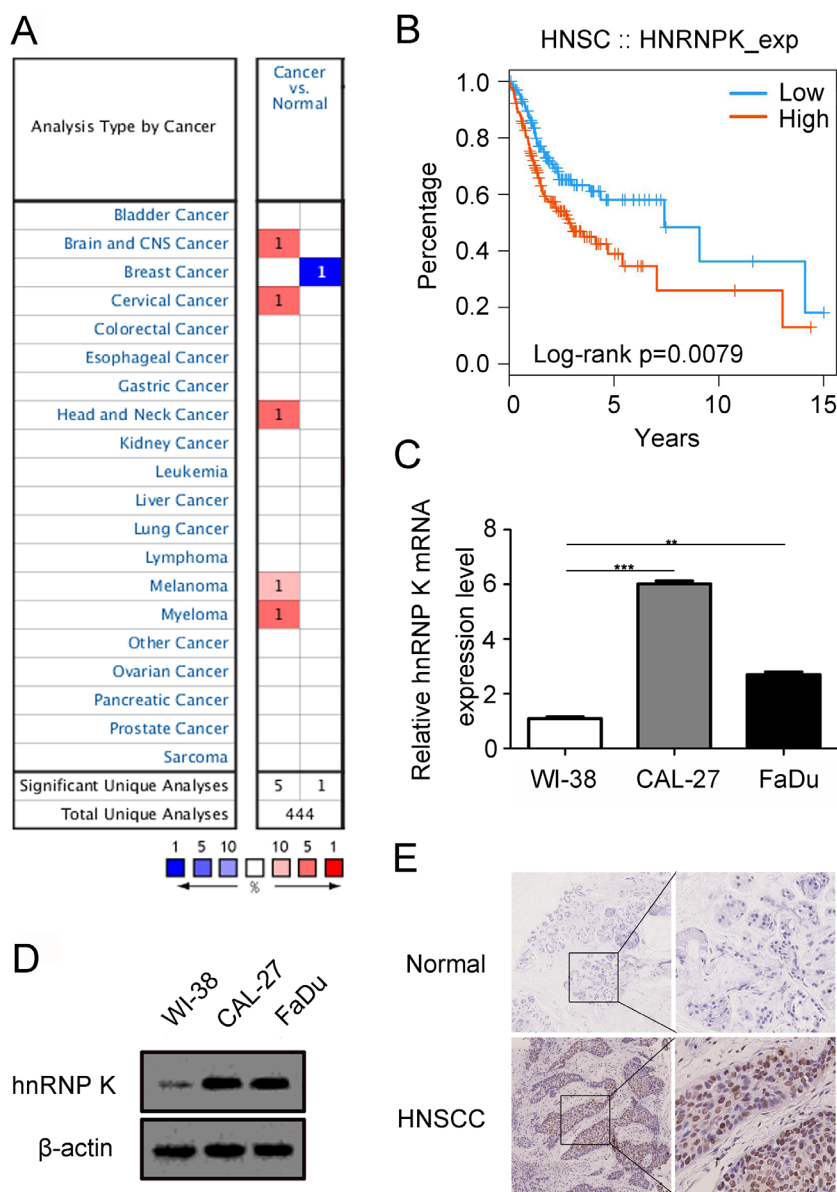 A
Analysis Type by Cancer
Cancer
vs.
Normal
Bladder Cancer
Brain and CNS Cancer 1
Breast Cancer 1
Cervical Cancer 1
Colorectal Cancer
Esophageal Cancer
Gastric Cancer
Head and Neck Cancer 1
Kidney Cancer
Leukemia
Liver Cancer
Lung Cancer
Lymphoma
Melanoma 1
Myeloma 1
Other Cancer
Ovarian Cancer
Pancreatic Cancer
Prostate Cancer
Sarcoma
Significant Unique Analyses 5 1
Total Unique Analyses 444
1 5 10 10 5 1
%
B
HNSC :: HNRNPK_exp
Percentage
1.0
0.8
0.6
0.4
0.2
0.0
Low
High
Log-rank p=0.0079
0 5 10 15
Years
C
Relative hnRNP K mRNA
expression level
8
6
4
2
0
**
***
WI-38 CAL-27 FaDu
D
WI-38 CAL-27 FaDu
hnRNP K
β-actin
E
Normal
HNSCC